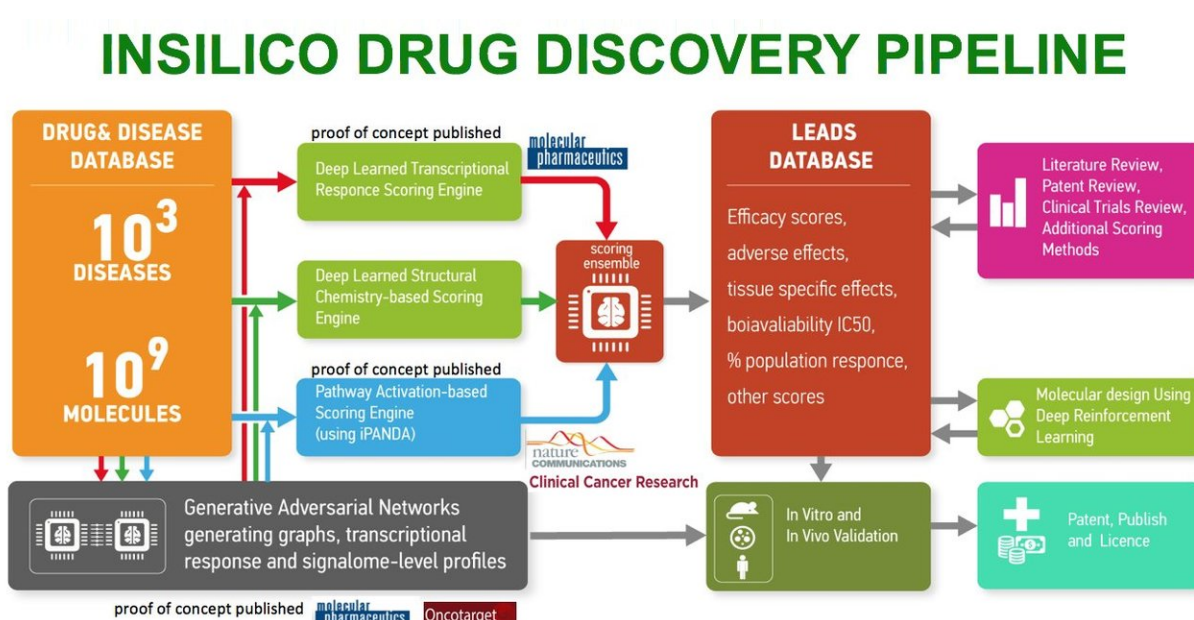 INSILICO DRUG DISCOVERY PIPELINE
DRUG& DISEASE
DATABASE
10³
DISEASES
10⁹
MOLECULES
proof of concept published
molecular
pharmaceutics
Deep Learned Transcriptional
Responce Scoring Engine
Deep Learned Structural
Chemistry-based Scoring
Engine
proof of concept published
Pathway Activation-based
Scoring Engine
(using iPANDA)
nature
COMMUNICATIONS
Clinical Cancer Research
scoring
ensemble
LEADS
DATABASE
Efficacy scores,
adverse effects,
tissue specific effects,
boiavaliability IC50,
% population responce,
other scores
Literature Review,
Patent Review,
Clinical Trials Review,
Additional Scoring
Methods
Molecular design Using
Deep Reinforcement
Learning
Generative Adversarial Networks
generating graphs, transcriptional
response and signalome-level profiles
In Vitro and
In Vivo Validation
Patent, Publish
and Licence
proof of concept published
molecular
pharmaceutics
Oncotarget